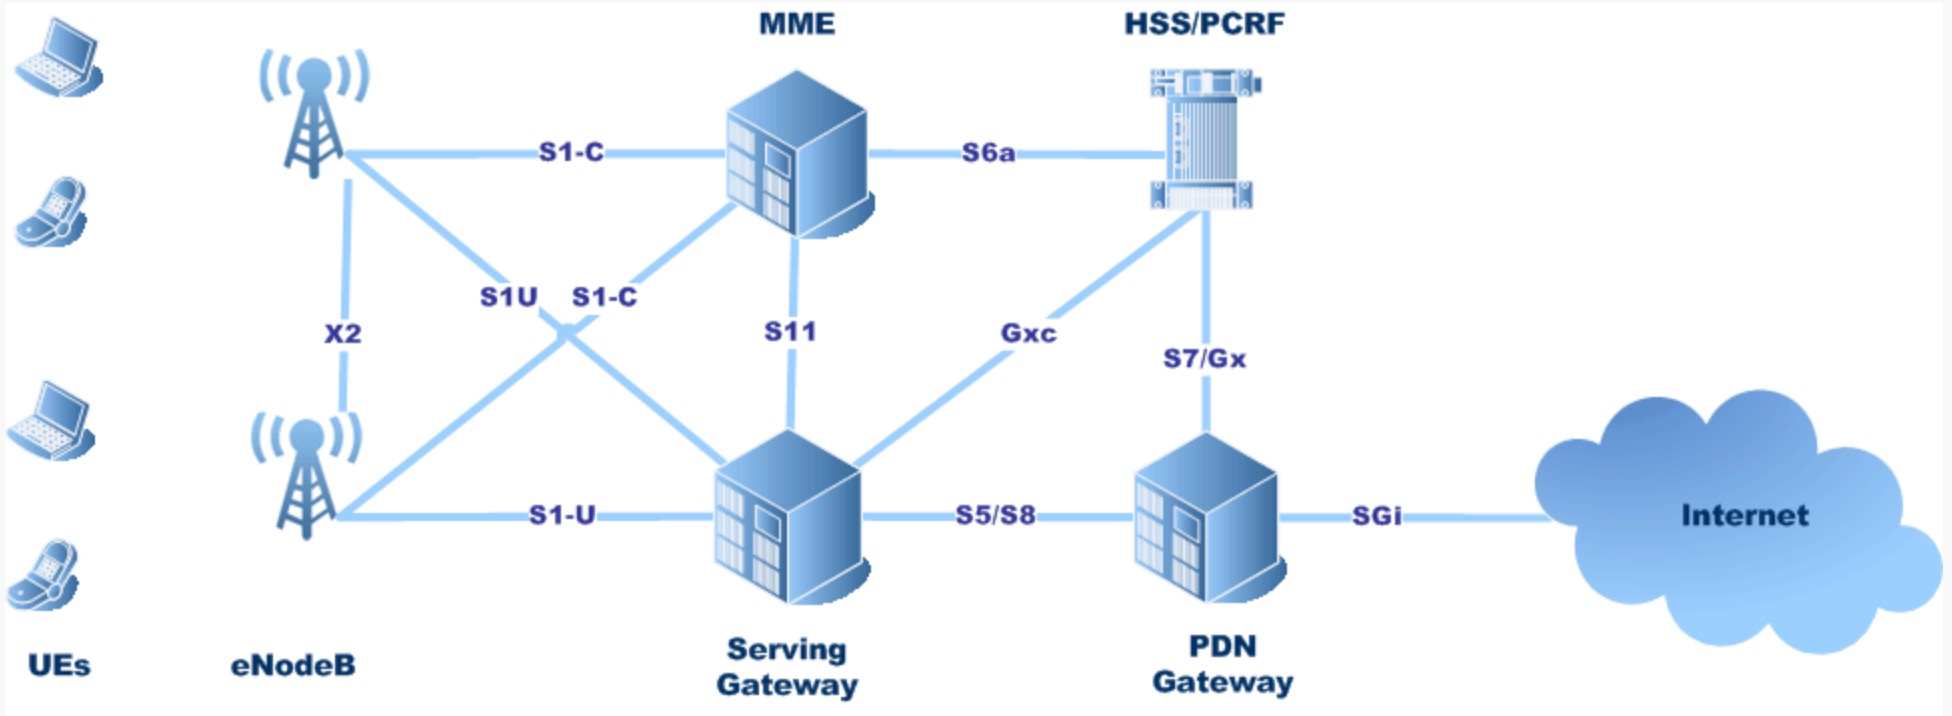 MME
HSS/PCRF
S1-C
S6a
S1U
S1-C
X2
S11
Gxc
S7/Gx
S1-U
S5/S8
SGi
Internet
UEs
eNodeB
Serving
Gateway
PDN
Gateway